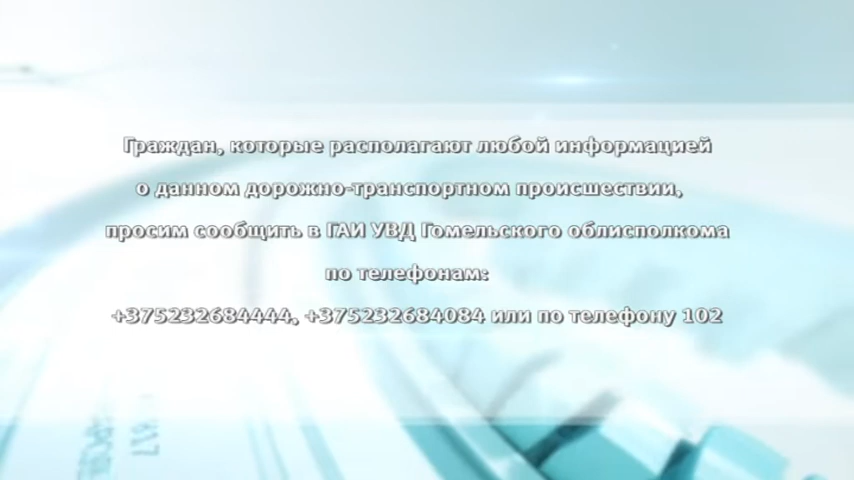 Граждан, которые располагают любой информацией
о данном дорожно-транспортном происшествии,
просим сообщить в ГАИ УВД Гомельского облисполкома
по телефонам:
+375232684444, +375232684084 или по телефону 102